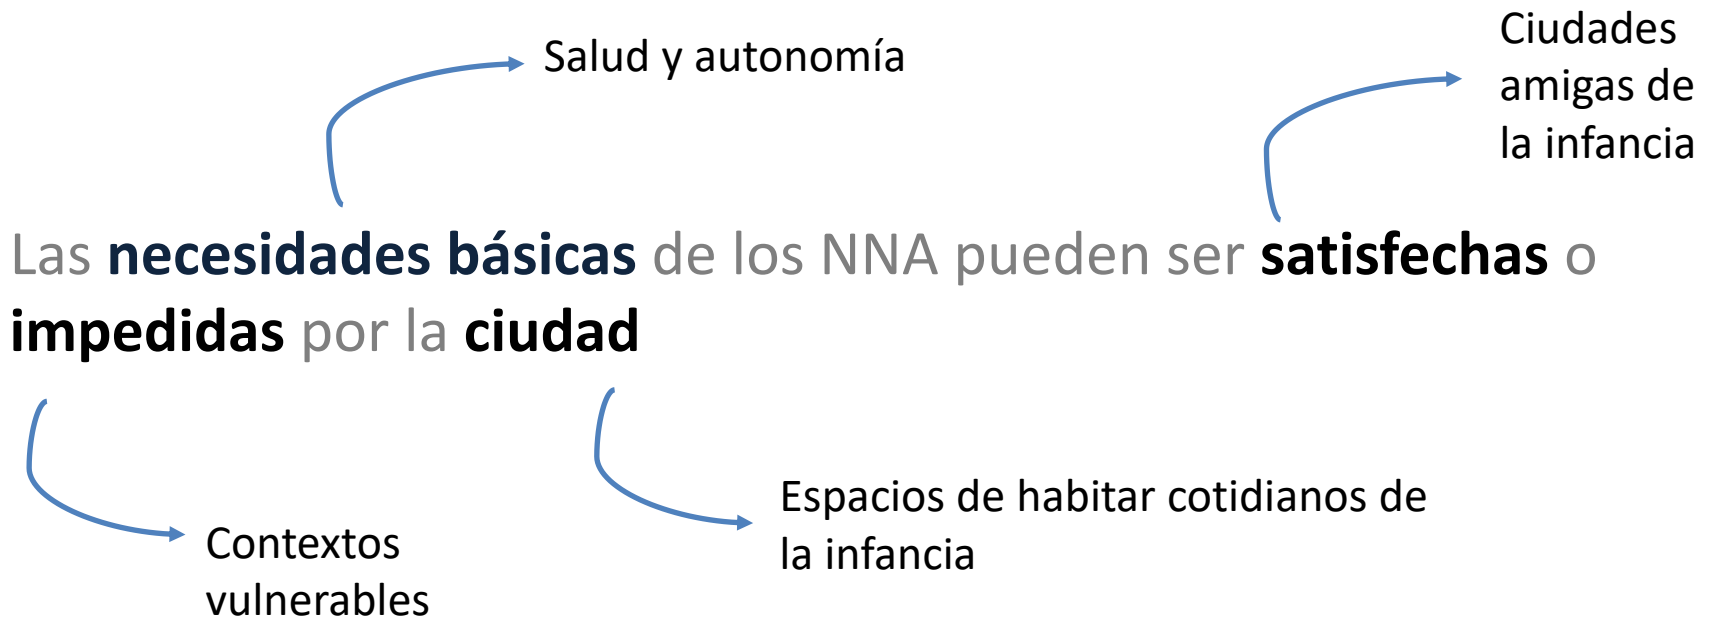 Salud y autonomía
Ciudades
amigas de
la infancia
Las necesidades básicas de los NNA pueden ser satisfechas o
impedidas por la ciudad
Contextos
vulnerables
Espacios de habitar cotidianos de
la infancia